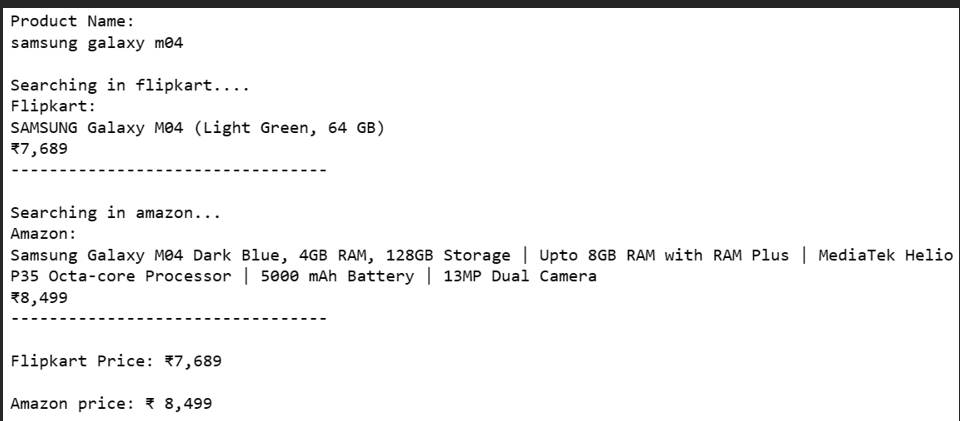 Product Name:
samsung galaxy m04
Searching in flipkart....
Flipkart:
SAMSUNG Galaxy M04 (Light Green, 64 GB)
₹7,689
---------------------------------
Searching in amazon...
Amazon:
Samsung Galaxy M04 Dark Blue, 4GB RAM, 128GB Storage | Upto 8GB RAM with RAM Plus | MediaTek Helio
P35 Octa-core Processor | 5000 mAh Battery | 13MP Dual Camera
₹8,499
---------------------------------
Flipkart Price: ₹7,689
Amazon price: ₹ 8,499